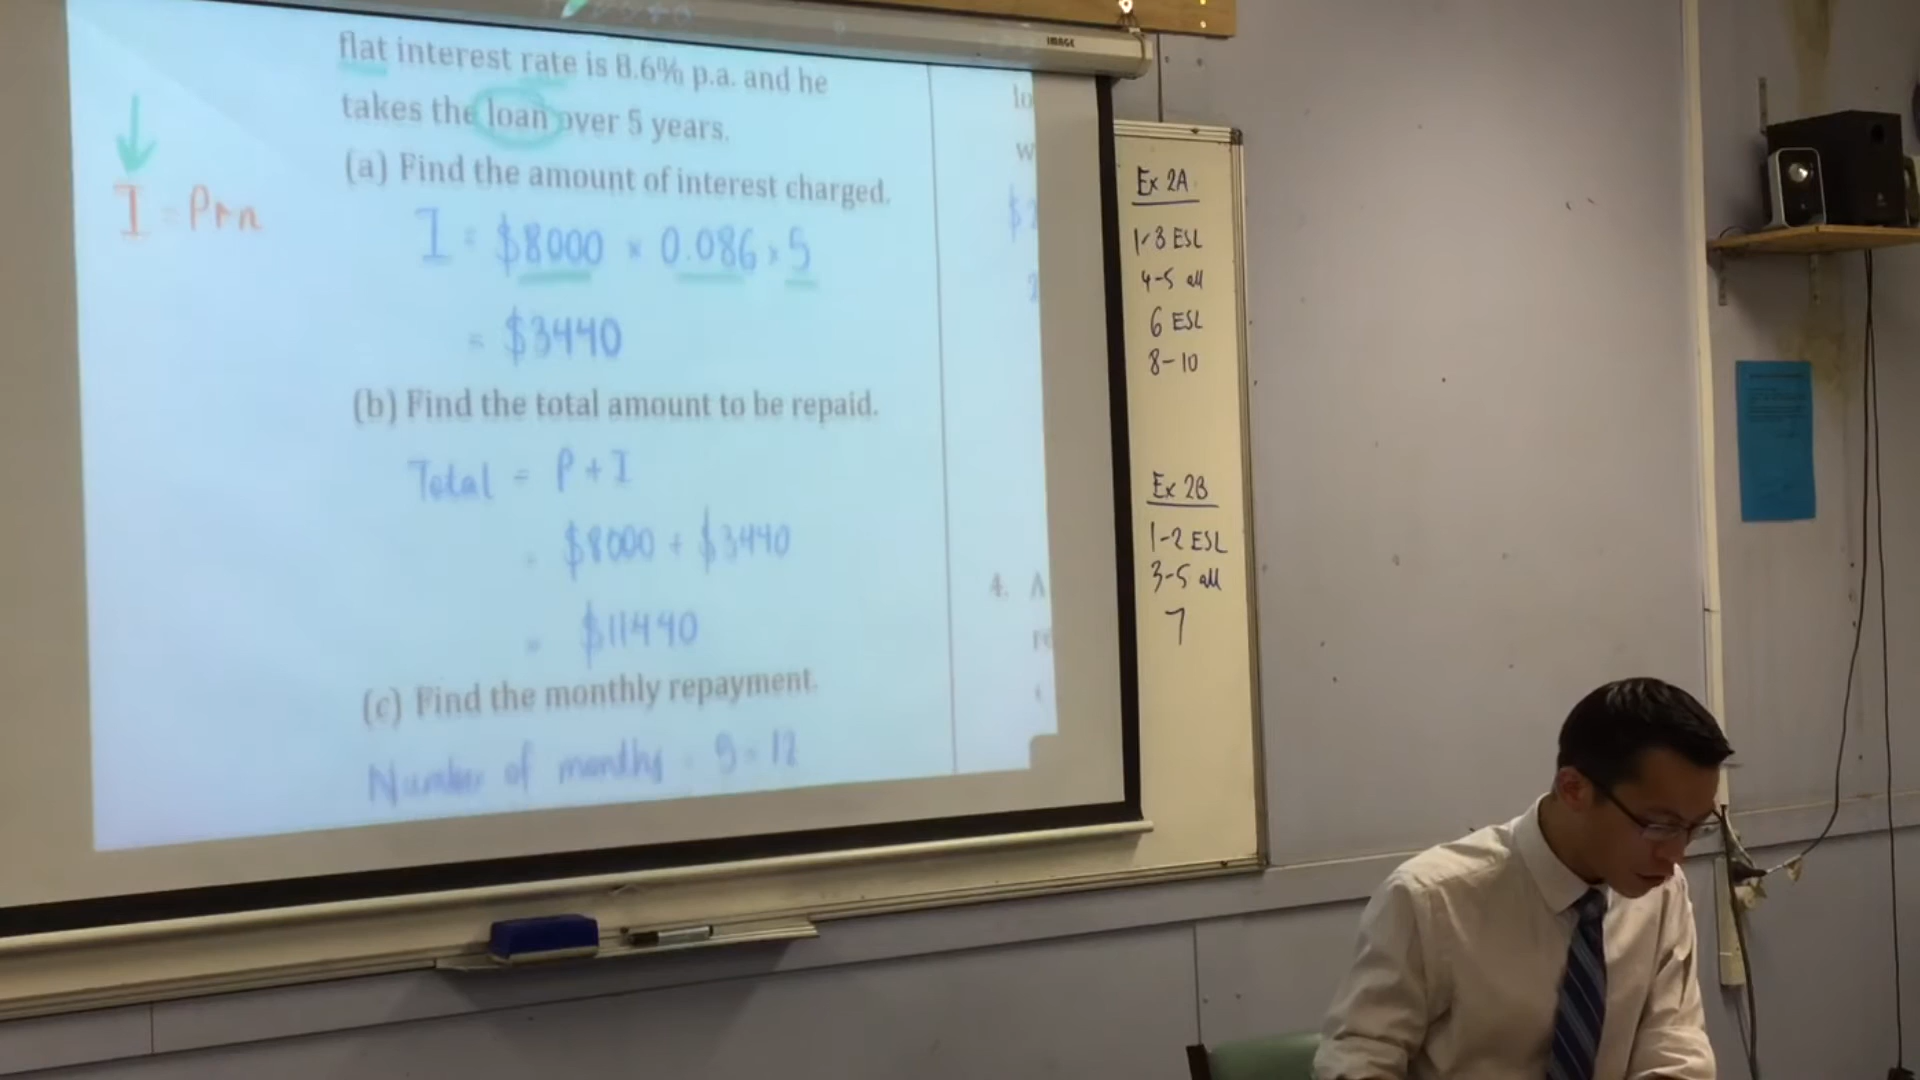 IMAGE
flat interest rate is 8.6% p.a. and he
takes the loan over 5 years.
I = Prn
(a) Find the amount of interest charged.
I = $8000 × 0.086 × 5
= $3440
(b) Find the total amount to be repaid.
Total = P + I
= $8000 + $3440
= $11440
(c) Find the monthly repayment.
Number of months = 5 × 12
lo
w
4. A
Ex 2A
1-3 ESL
4-5 all
6 ESL
8-10
Ex 2B
1-2 ESL
3-5 all
7